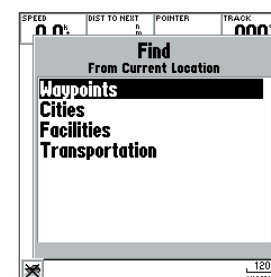 SPEED DIST TO NEXT POINTER TRACK
Find
From Current Location
Waypoints
Cities
Facilities
Transportation
120